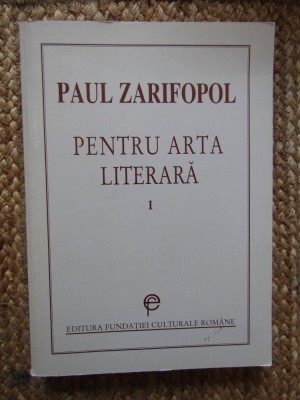 PAUL ZARIFOPOL
PENTRU ARTA
LITERARĂ
I
EDITURA FUNDAȚIEI CULTURALE ROMÂNE